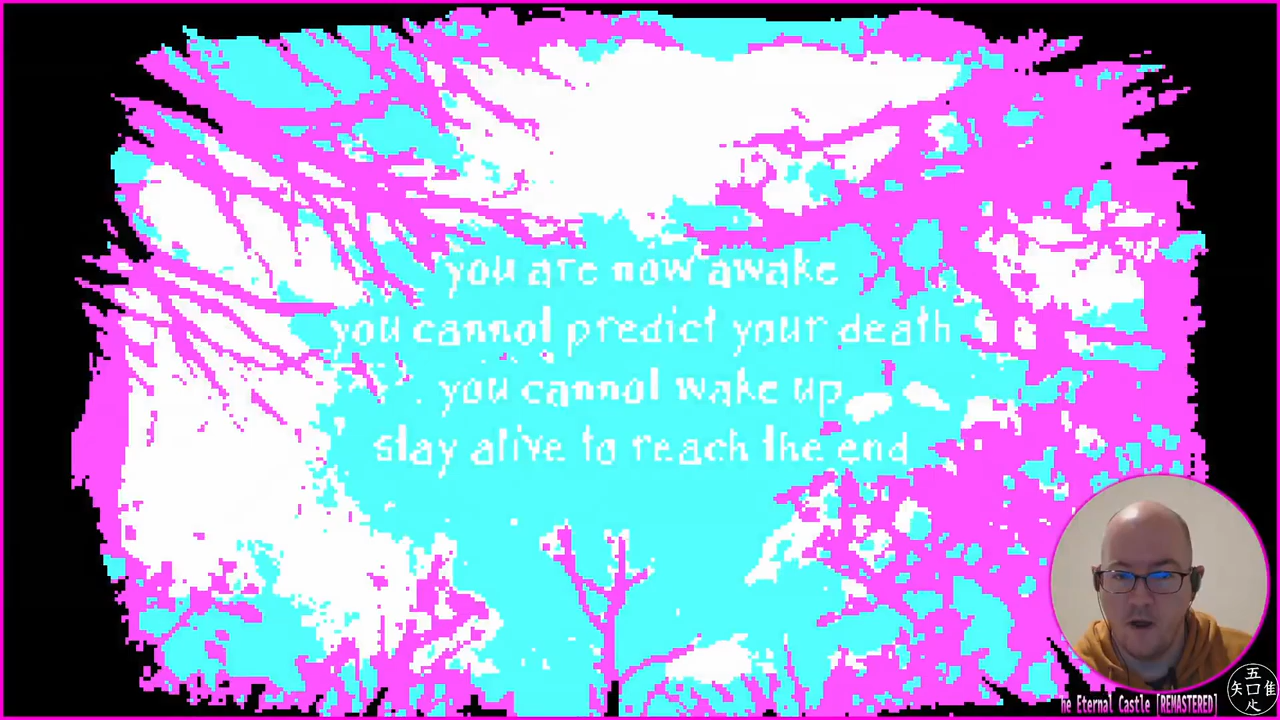 you are now awake
you cannot predict your death
you cannot wake up
stay alive to reach the end
he Eternal Castle [REMASTERED]
五
矢口隹
止